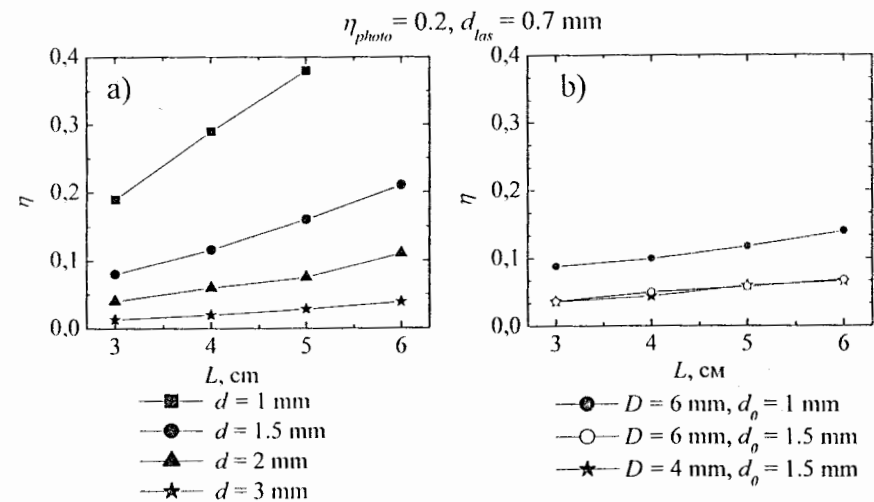 η_photo = 0.2, d_las = 0.7 mm
a)
0,4
0,3
0,2
0,1
0,0
η
3 4 5 6
L, cm
d = 1 mm
d = 1.5 mm
d = 2 mm
d = 3 mm
b)
0,4
0,3
0,2
0,1
0,0
η
3 4 5 6
L, см
D = 6 mm, d_0 = 1 mm
D = 6 mm, d_0 = 1.5 mm
D = 4 mm, d_0 = 1.5 mm